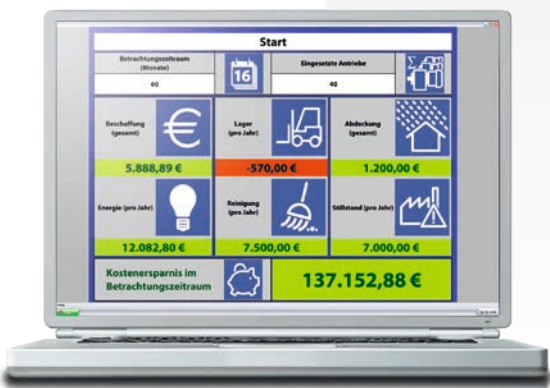 Start
Betrachtungszeitraum
(Monate)
16
Eingesetzte Antriebe
60
40
Beschaffung
(gesamt)
€
Lager
(pro Jahr)
Abdeckung
(gesamt)
5.888,89 €
-570,00 €
1.200,00 €
Energie (pro Jahr)
Reinigung
(pro Jahr)
Stillstand (pro Jahr)
12.082,80 €
7.500,00 €
7.000,00 €
Kostenersparnis im
Betrachtungszeitraum
137.152,88 €